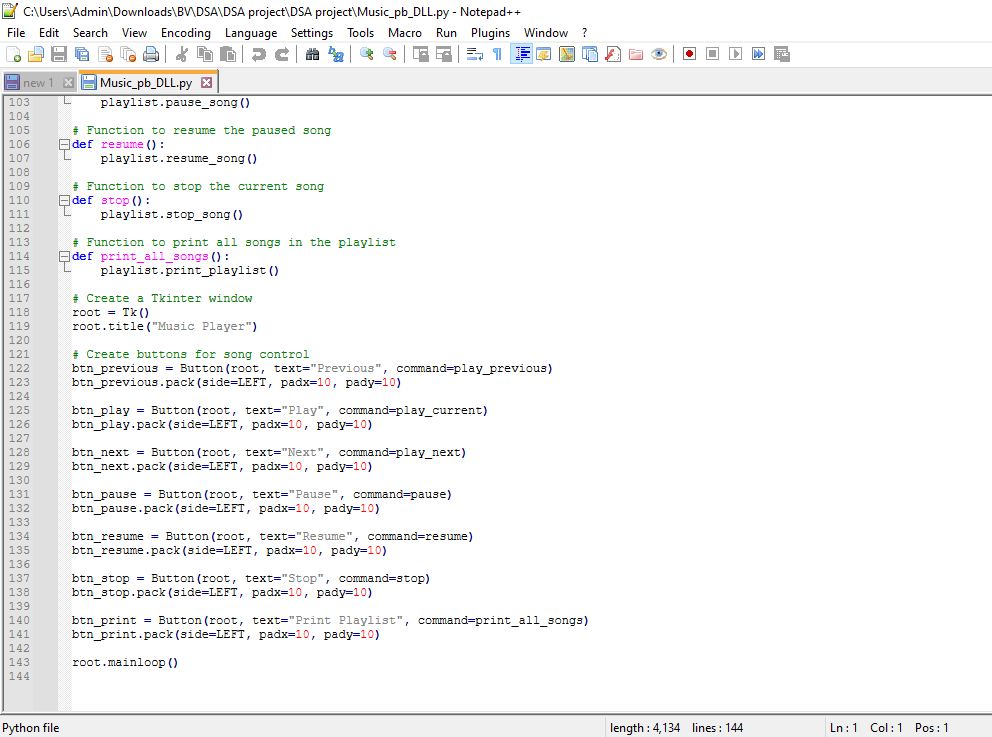 C:\Users\Admin\Downloads\BV\DSA\DSA project\DSA project\Music_pb_DLL.py - Notepad++
File Edit Search View Encoding Language Settings Tools Macro Run Plugins Window ?
new 1 Music_pb_DLL.py
103 playlist.pause_song()
104
105 # Function to resume the paused song
106 def resume():
107 playlist.resume_song()
108
109 # Function to stop the current song
110 def stop():
111 playlist.stop_song()
112
113 # Function to print all songs in the playlist
114 def print_all_songs():
115 playlist.print_playlist()
116
117 # Create a Tkinter window
118 root = Tk()
119 root.title("Music Player")
120
121 # Create buttons for song control
122 btn_previous = Button(root, text="Previous", command=play_previous)
123 btn_previous.pack(side=LEFT, padx=10, pady=10)
124
125 btn_play = Button(root, text="Play", command=play_current)
126 btn_play.pack(side=LEFT, padx=10, pady=10)
127
128 btn_next = Button(root, text="Next", command=play_next)
129 btn_next.pack(side=LEFT, padx=10, pady=10)
130
131 btn_pause = Button(root, text="Pause", command=pause)
132 btn_pause.pack(side=LEFT, padx=10, pady=10)
133
134 btn_resume = Button(root, text="Resume", command=resume)
135 btn_resume.pack(side=LEFT, padx=10, pady=10)
136
137 btn_stop = Button(root, text="Stop", command=stop)
138 btn_stop.pack(side=LEFT, padx=10, pady=10)
139
140 btn_print = Button(root, text="Print Playlist", command=print_all_songs)
141 btn_print.pack(side=LEFT, padx=10, pady=10)
142
143 root.mainloop()
144
Python file length : 4,134 lines : 144 Ln : 1 Col : 1 Pos : 1